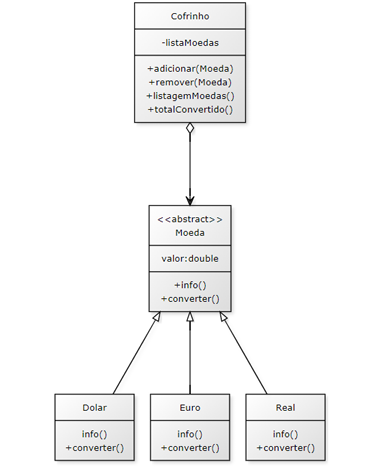 Cofrinho
-listaMoedas
+adicionar(Moeda)
+remover(Moeda)
+listagemMoedas()
+totalConvertido()
<<abstract>>
Moeda
valor:double
+info()
+converter()
Dolar
info()
+converter()
Euro
info()
+converter()
Real
info()
+converter()